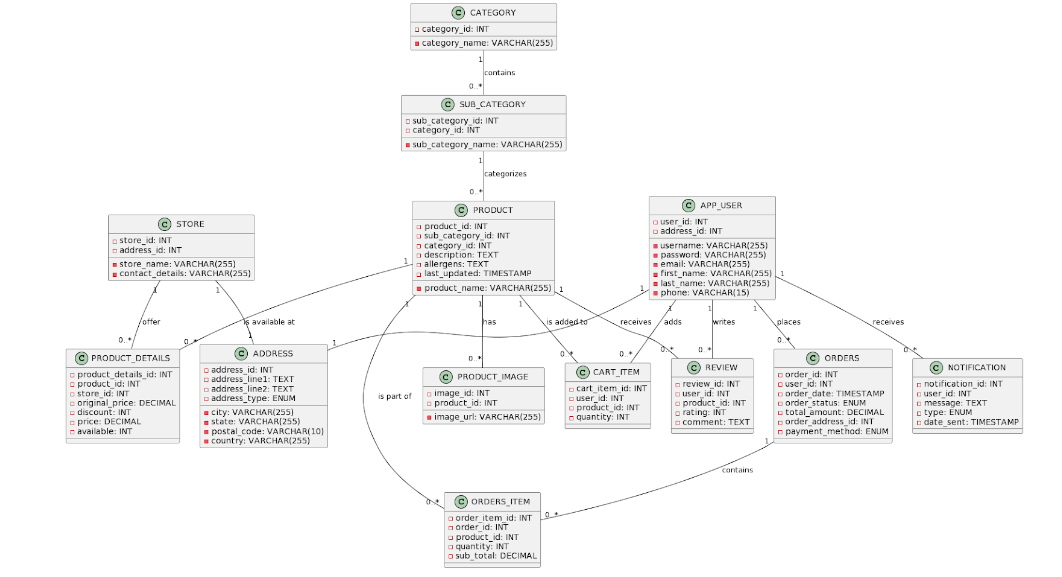 C CATEGORY
category_id: INT
category_name: VARCHAR(255)
1
contains
0..*
C SUB_CATEGORY
sub_category_id: INT
category_id: INT
sub_category_name: VARCHAR(255)
1
categorizes
0..*
C PRODUCT
product_id: INT
sub_category_id: INT
category_id: INT
description: TEXT
allergens: TEXT
last_updated: TIMESTAMP
product_name: VARCHAR(255)
C APP_USER
user_id: INT
address_id: INT
username: VARCHAR(255)
password: VARCHAR(255)
email: VARCHAR(255)
first_name: VARCHAR(255)
last_name: VARCHAR(255)
phone: VARCHAR(15)
C STORE
store_id: INT
address_id: INT
store_name: VARCHAR(255)
contact_details: VARCHAR(255)
1
1
1
1
1
1
1
1
1
1
1
1
1
offer
is available at
has
is added to
receives
adds
writes
places
receives
0..*
0..*
1
1
0..*
0..*
0..*
0..*
0..*
0..*
0..*
C PRODUCT_DETAILS
product_details_id: INT
product_id: INT
store_id: INT
original_price: DECIMAL
discount: INT
price: DECIMAL
available: INT
C ADDRESS
address_id: INT
address_line1: TEXT
address_line2: TEXT
address_type: ENUM
city: VARCHAR(255)
state: VARCHAR(255)
postal_code: VARCHAR(10)
country: VARCHAR(255)
is part of
C PRODUCT_IMAGE
image_id: INT
product_id: INT
image_url: VARCHAR(255)
C CART_ITEM
cart_item_id: INT
user_id: INT
product_id: INT
quantity: INT
C REVIEW
review_id: INT
user_id: INT
product_id: INT
rating: INT
comment: TEXT
C ORDERS
order_id: INT
user_id: INT
order_date: TIMESTAMP
order_status: ENUM
total_amount: DECIMAL
order_address_id: INT
payment_method: ENUM
C NOTIFICATION
notification_id: INT
user_id: INT
message: TEXT
type: ENUM
date_sent: TIMESTAMP
1
contains
0..*
0..*
C ORDERS_ITEM
order_item_id: INT
order_id: INT
product_id: INT
quantity: INT
sub_total: DECIMAL